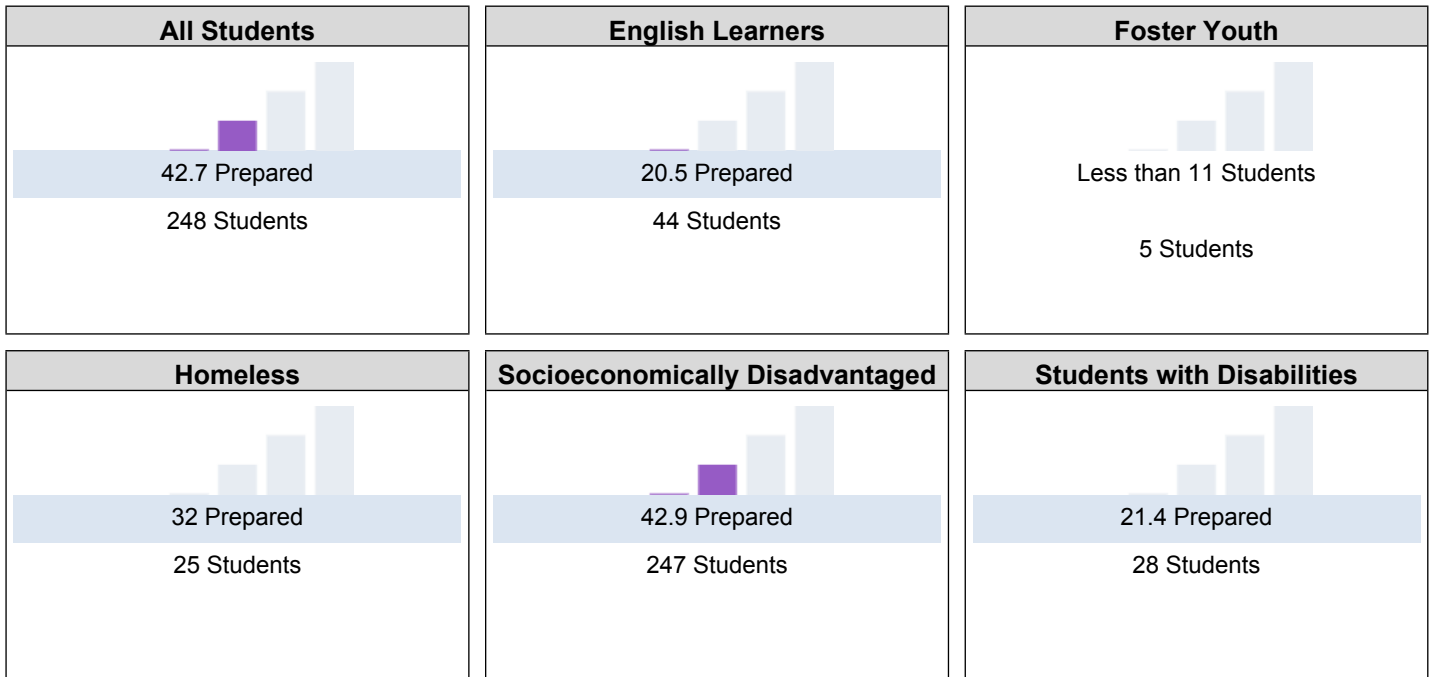 All Students
42.7 Prepared
248 Students
English Learners
20.5 Prepared
44 Students
Foster Youth
Less than 11 Students
5 Students
Homeless
32 Prepared
25 Students
Socioeconomically Disadvantaged
42.9 Prepared
247 Students
Students with Disabilities
21.4 Prepared
28 Students